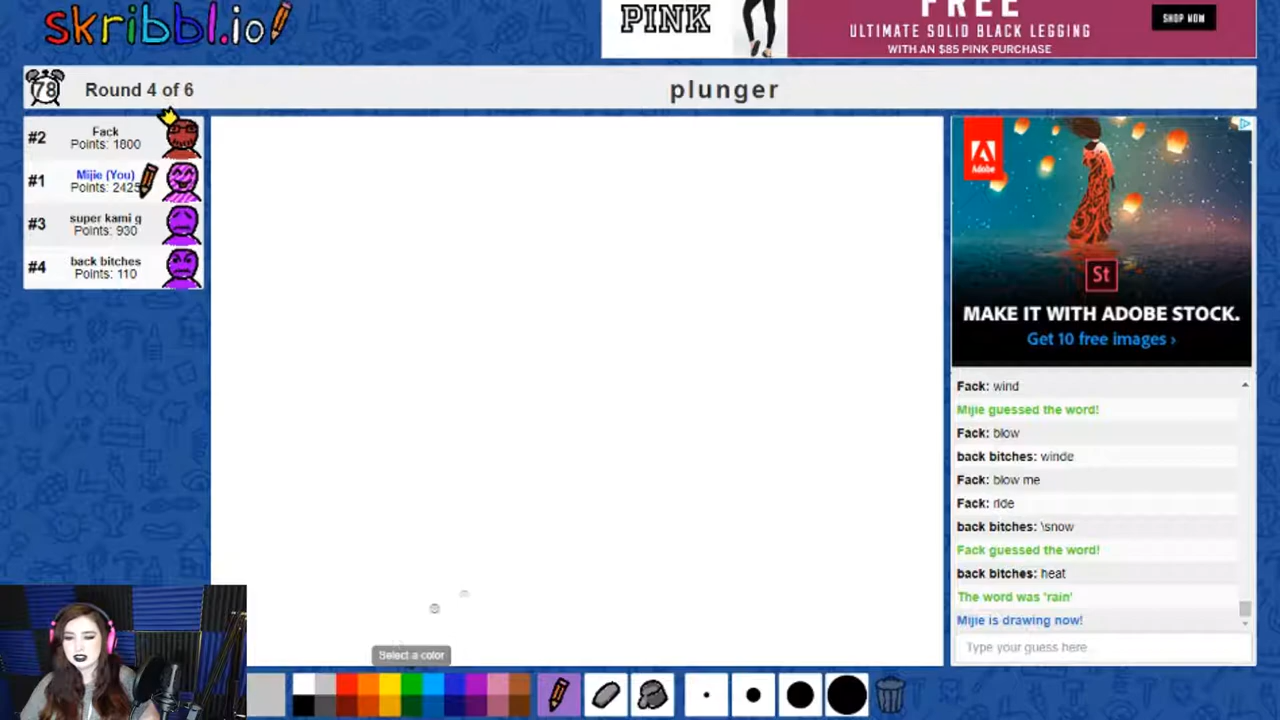 skribbl.io
PINK
FREE
ULTIMATE SOLID BLACK LEGGING
WITH AN $85 PINK PURCHASE
SHOP NOW
78
Round 4 of 6
plunger
#2
Fack
Points: 1800
#1
Mijie (You)
Points: 2425
#3
super kami g
Points: 930
#4
back bitches
Points: 110
Adobe
St
MAKE IT WITH ADOBE STOCK.
Get 10 free images ›
Fack: wind
Mijie guessed the word!
Fack: blow
back bitches: winde
Fack: blow me
Fack: ride
back bitches: \snow
Fack guessed the word!
back bitches: heat
The word was 'rain'
Mijie is drawing now!
Type your guess here...
Select a color